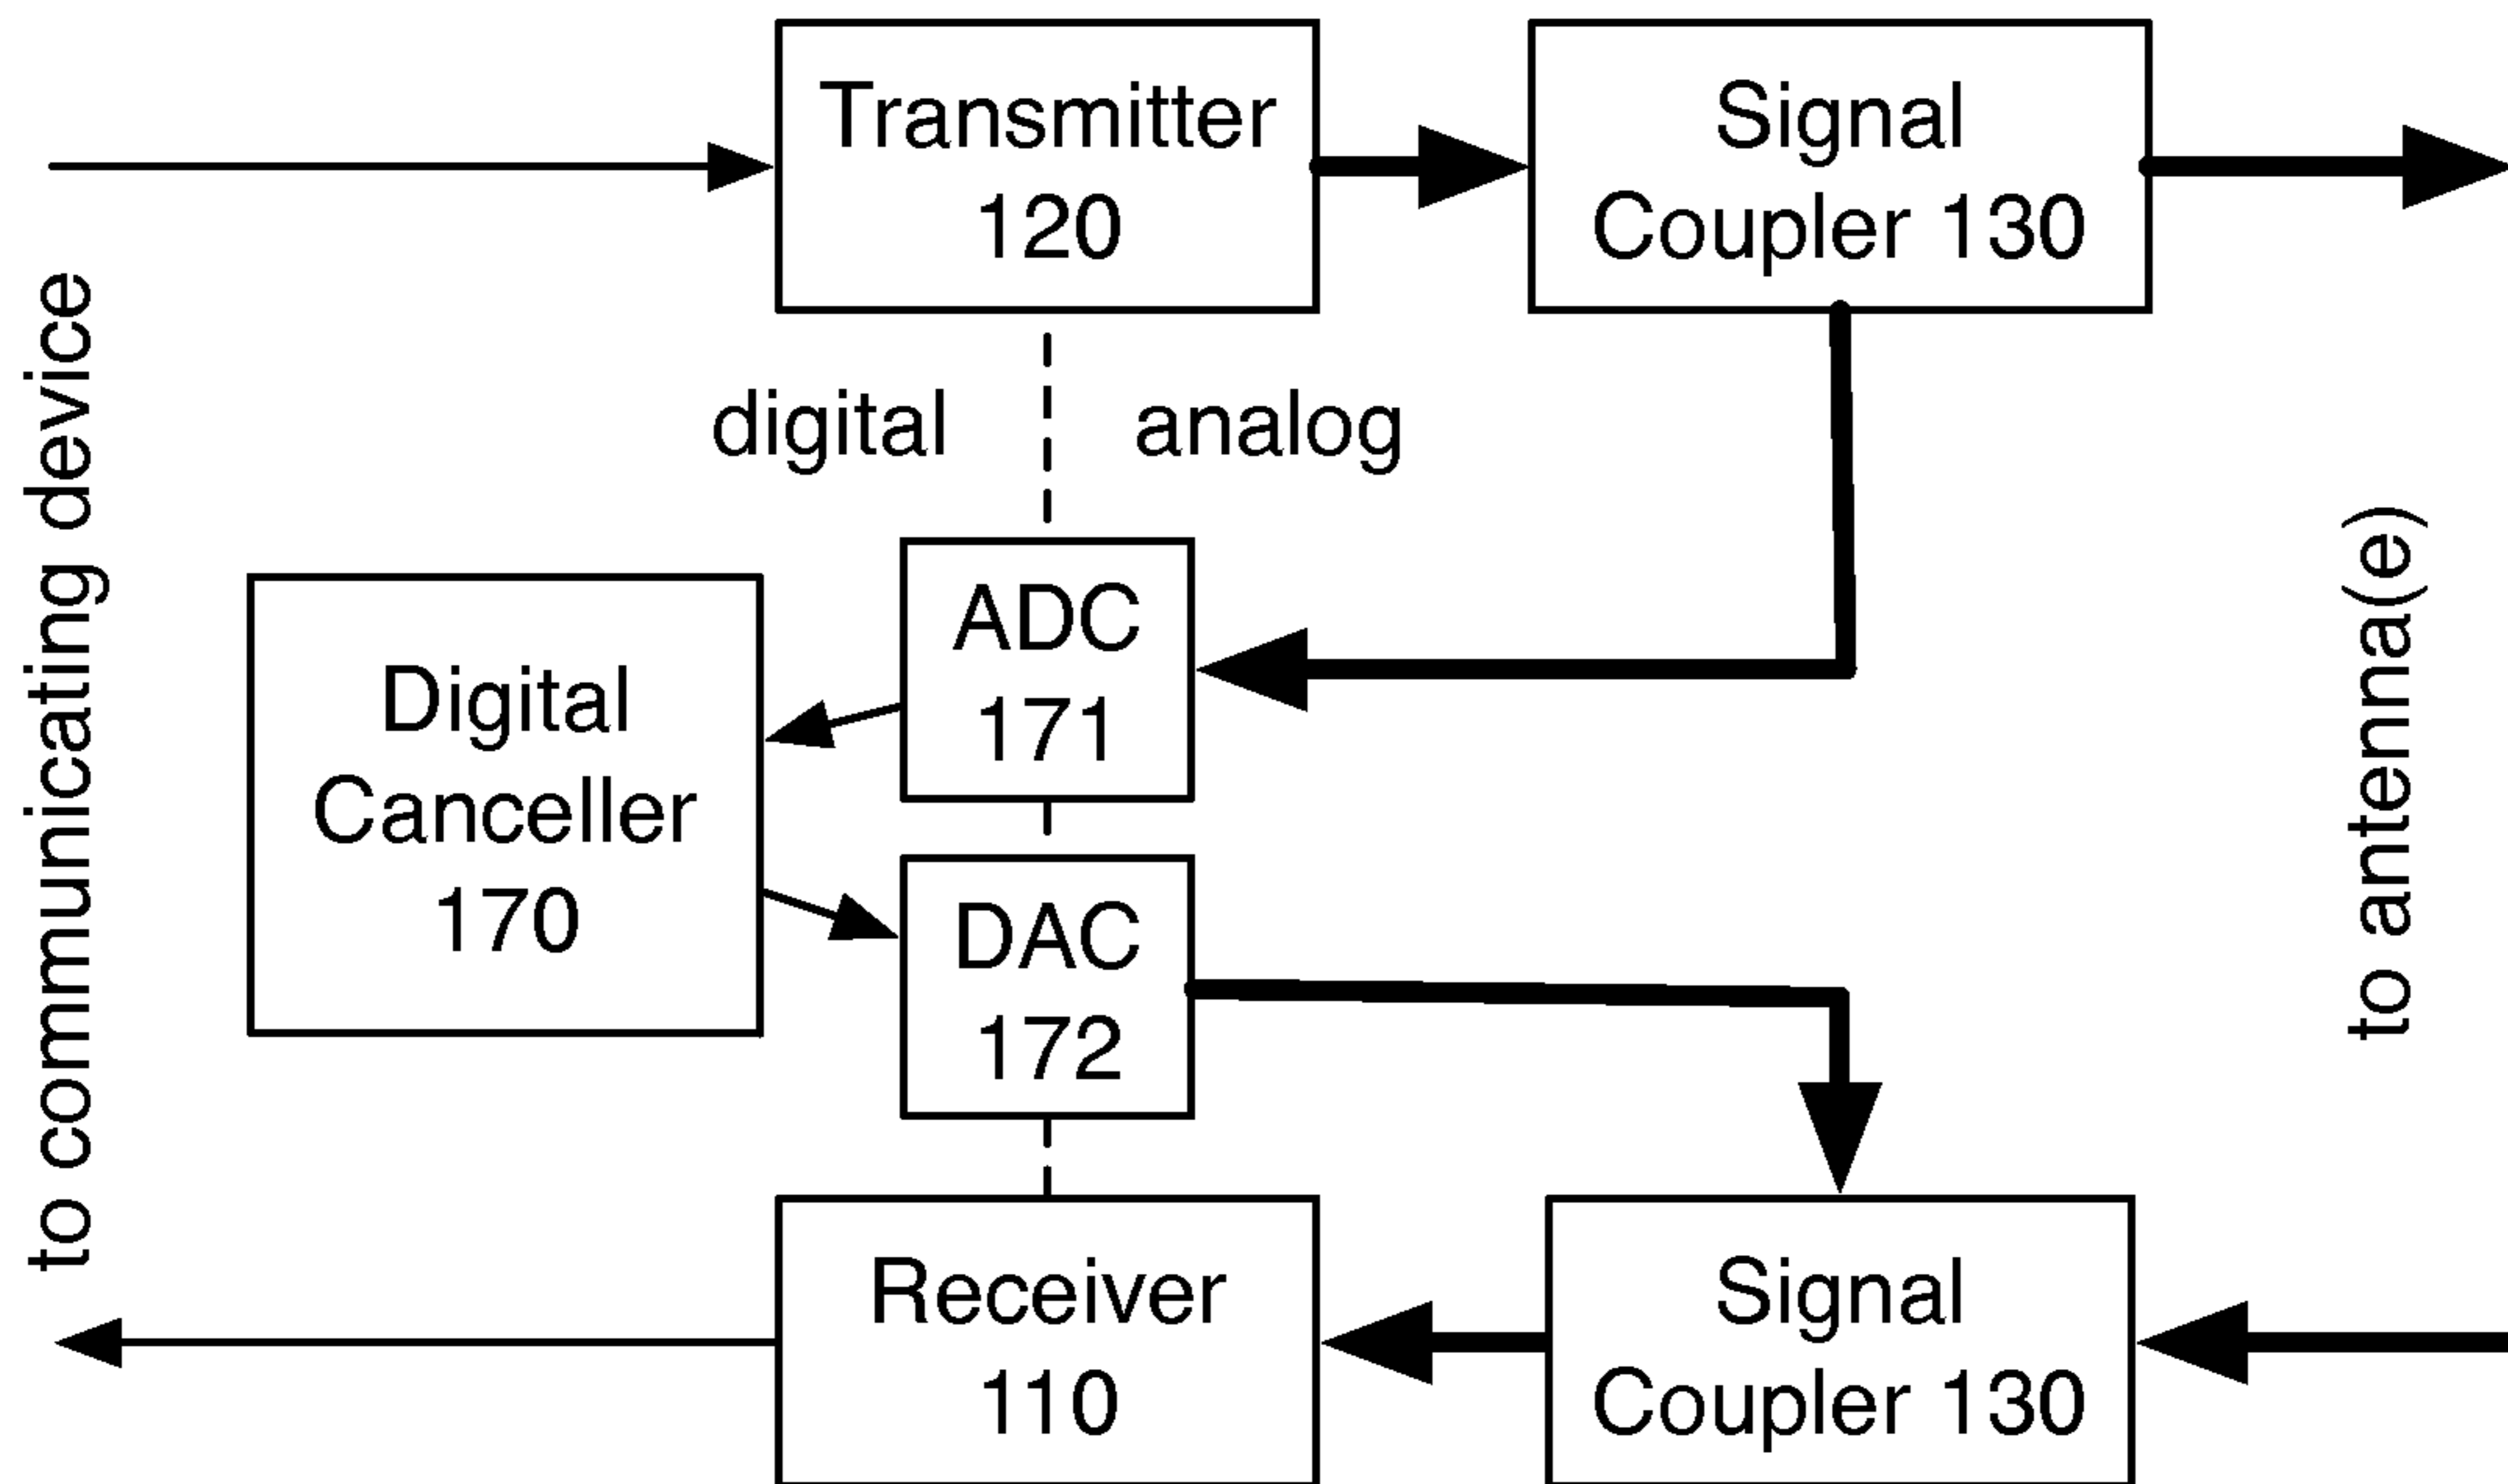 Transmitter
120
Signal
Coupler 130
digital
analog
to communicating device
ADC
171
Digital
Canceller
170
DAC
172
to antenna(e)
Receiver
110
Signal
Coupler 130